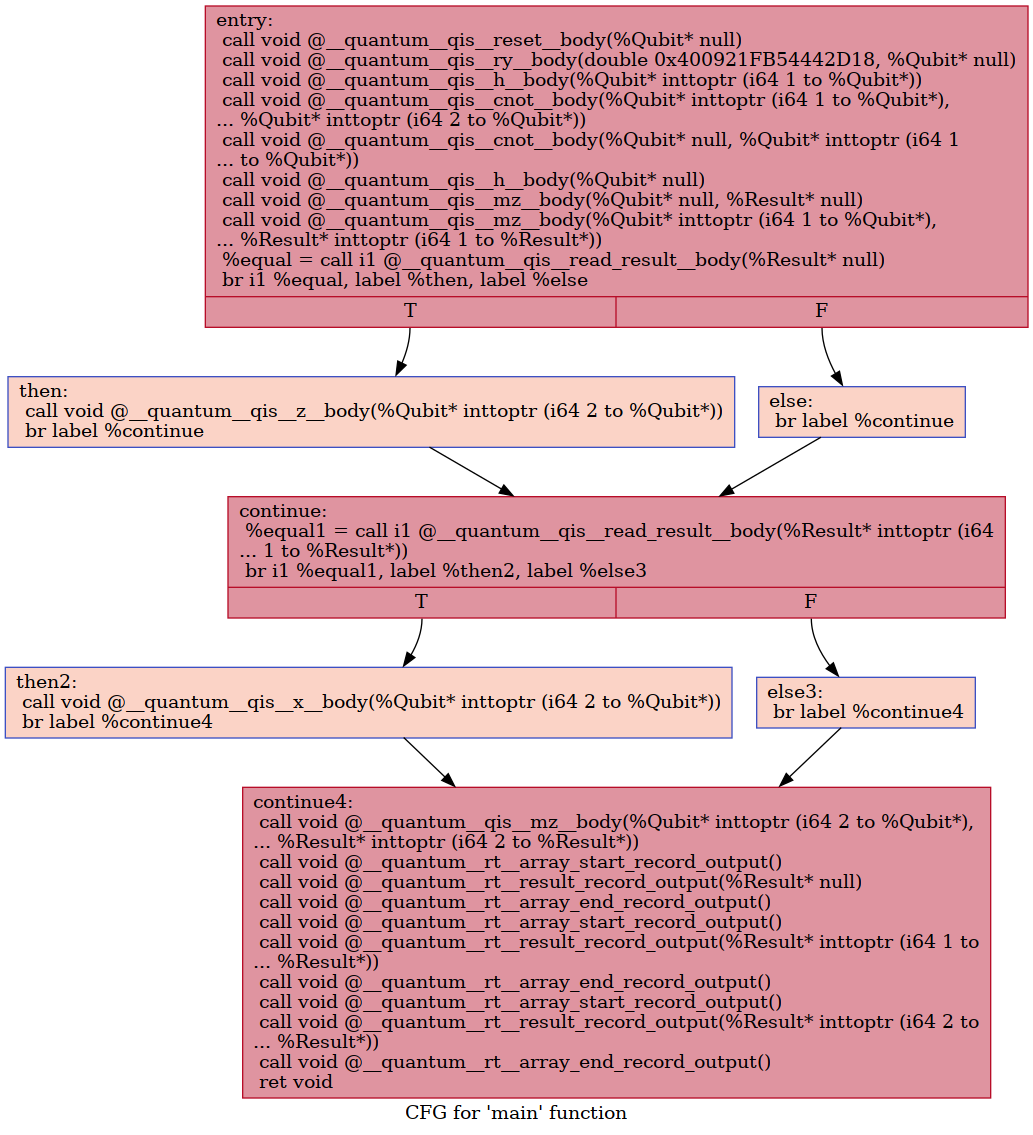 entry:
call void @__quantum__qis__reset__body(%Qubit* null)
call void @__quantum__qis__ry__body(double 0x400921FB54442D18, %Qubit* null)
call void @__quantum__qis__h__body(%Qubit* inttoptr (i64 1 to %Qubit*))
call void @__quantum__qis__cnot__body(%Qubit* inttoptr (i64 1 to %Qubit*),
... %Qubit* inttoptr (i64 2 to %Qubit*))
call void @__quantum__qis__cnot__body(%Qubit* null, %Qubit* inttoptr (i64 1
... to %Qubit*))
call void @__quantum__qis__h__body(%Qubit* null)
call void @__quantum__qis__mz__body(%Qubit* null, %Result* null)
call void @__quantum__qis__mz__body(%Qubit* inttoptr (i64 1 to %Qubit*),
... %Result* inttoptr (i64 1 to %Result*))
%equal = call i1 @__quantum__qis__read_result__body(%Result* null)
br i1 %equal, label %then, label %else
T
F
then:
call void @__quantum__qis__z__body(%Qubit* inttoptr (i64 2 to %Qubit*))
br label %continue
else:
br label %continue
continue:
%equal1 = call i1 @__quantum__qis__read_result__body(%Result* inttoptr (i64
... 1 to %Result*))
br i1 %equal1, label %then2, label %else3
T
F
then2:
call void @__quantum__qis__x__body(%Qubit* inttoptr (i64 2 to %Qubit*))
br label %continue4
else3:
br label %continue4
continue4:
call void @__quantum__qis__mz__body(%Qubit* inttoptr (i64 2 to %Qubit*),
... %Result* inttoptr (i64 2 to %Result*))
call void @__quantum__rt__array_start_record_output()
call void @__quantum__rt__result_record_output(%Result* null)
call void @__quantum__rt__array_end_record_output()
call void @__quantum__rt__array_start_record_output()
call void @__quantum__rt__result_record_output(%Result* inttoptr (i64 1 to
... %Result*))
call void @__quantum__rt__array_end_record_output()
call void @__quantum__rt__array_start_record_output()
call void @__quantum__rt__result_record_output(%Result* inttoptr (i64 2 to
... %Result*))
call void @__quantum__rt__array_end_record_output()
ret void
CFG for 'main' function